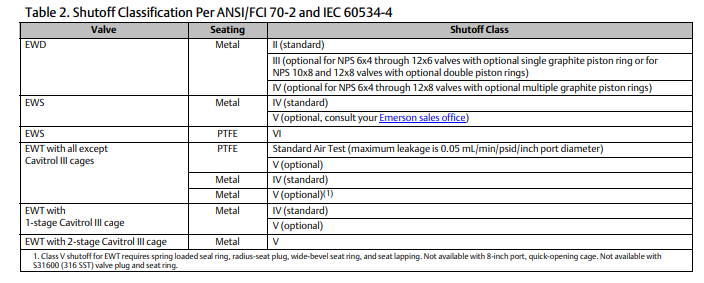 Table 2. Shutoff Classification Per ANSI/FCI 70-2 and IEC 60534-4
Valve Seating Shutoff Class
EWD Metal II (standard)
III (optional for NPS 6x4 through 12x6 valves with optional single graphite piston ring or for
NPS 10x8 and 12x8 valves with optional double piston rings)
IV (optional for NPS 6x4 through 12x8 valves with optional multiple graphite piston rings)
EWS Metal IV (standard)
V (optional, consult your Emerson sales office)
EWS PTFE VI
EWT with all except
Cavitrol III cages PTFE Standard Air Test (maximum leakage is 0.05 mL/min/psid/inch port diameter)
V (optional)
Metal IV (standard)
Metal V (optional)(1)
EWT with
1-stage Cavitrol III cage Metal IV (standard)
V (optional)
EWT with 2-stage Cavitrol III cage Metal V
1. Class V shutoff for EWT requires spring loaded seal ring, radius-seat plug, wide-bevel seat ring, and seat lapping. Not available with 8-inch port, quick-opening cage. Not available with
S31600 (316 SST) valve plug and seat ring.